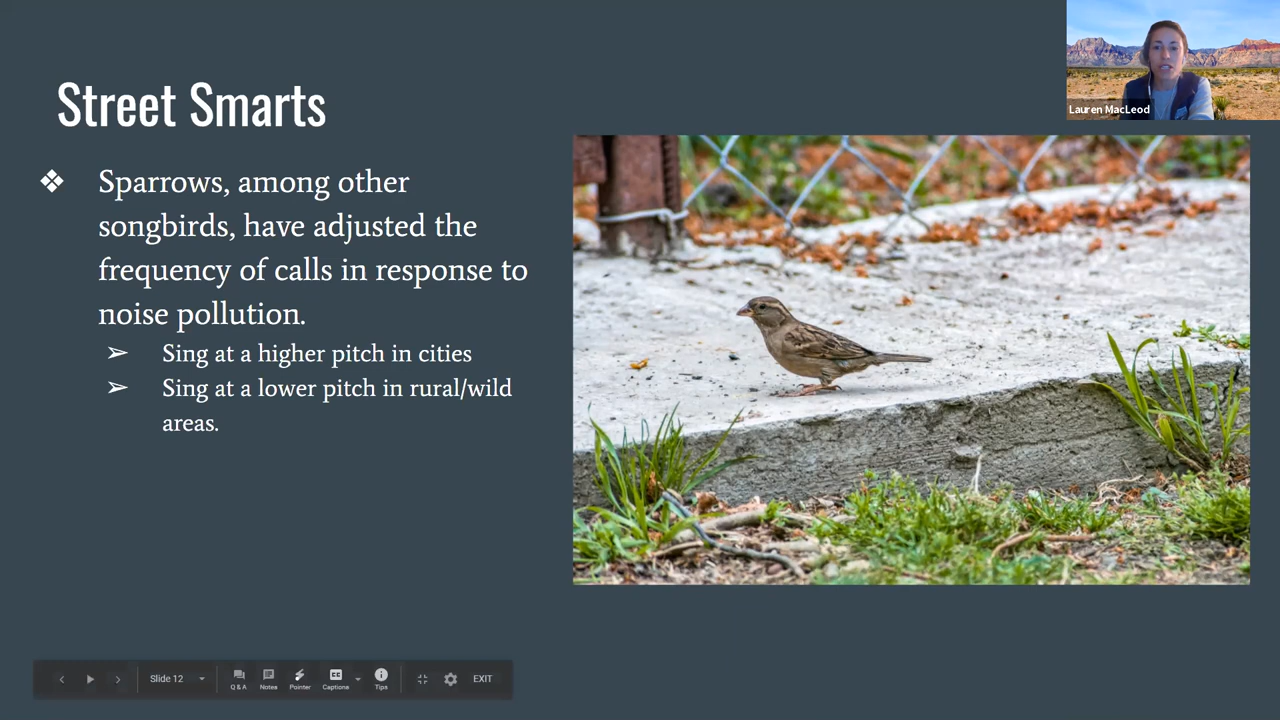 Lauren MacLeod
Street Smarts
❖ Sparrows, among other
songbirds, have adjusted the
frequency of calls in response to
noise pollution.
➢ Sing at a higher pitch in cities
➢ Sing at a lower pitch in rural/wild
areas.
Slide 12
Q & A
Notes
Pointer
CC
Captions
Tips
EXIT